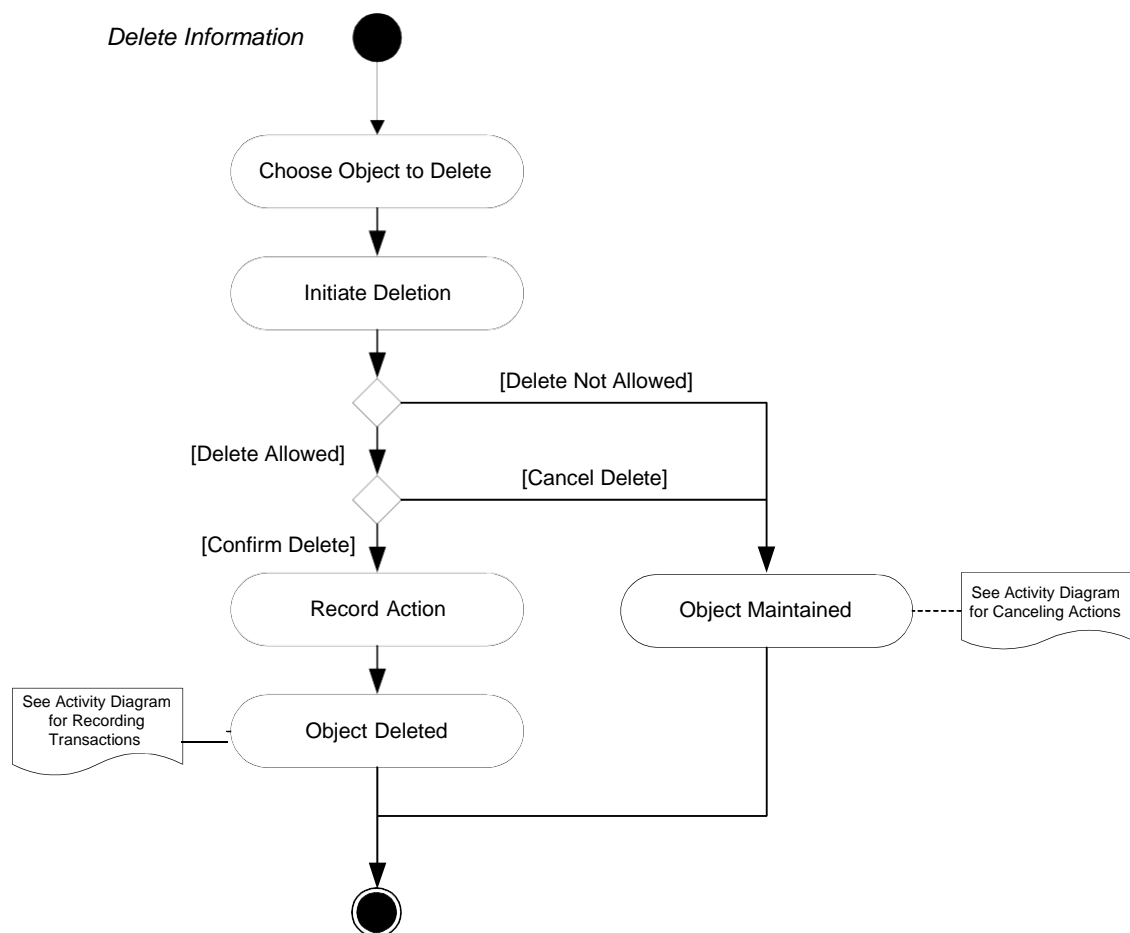 Delete Information
Choose Object to Delete
Initiate Deletion
[Delete Not Allowed]
[Delete Allowed]
[Cancel Delete]
[Confirm Delete]
Record Action
Object Maintained
See Activity Diagram
for Canceling Actions
See Activity Diagram
for Recording
Transactions
Object Deleted